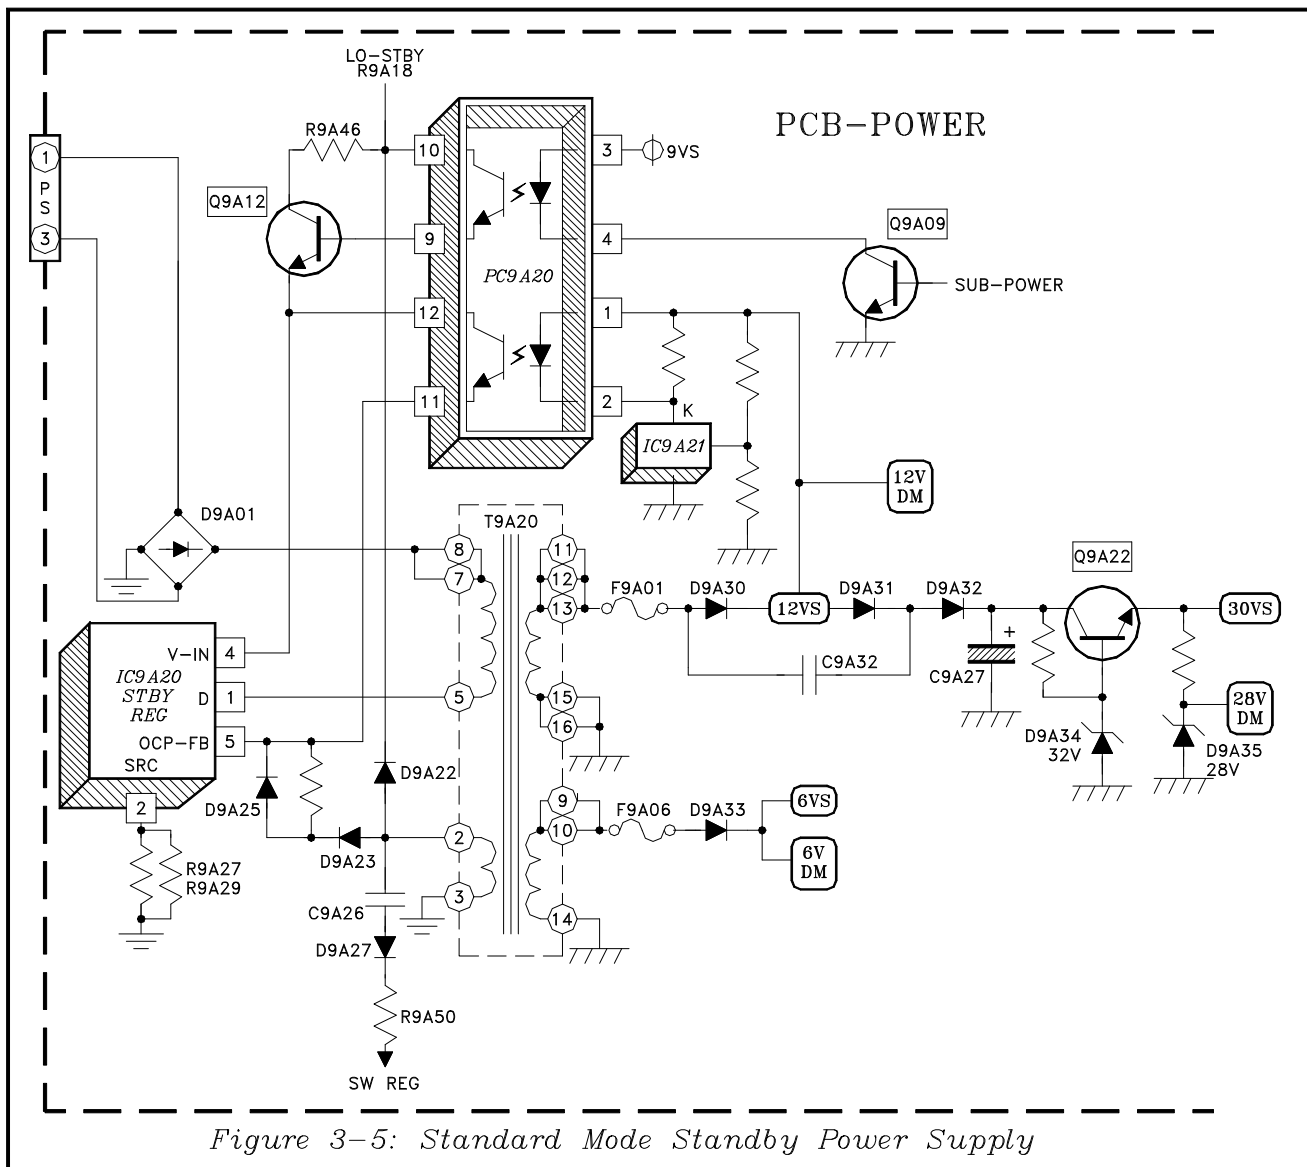 LO-STBY
R9A18
PCB-POWER
R9A46
10
3
9VS
1
PS
3
Q9A12
9
4
Q9A09
PC9A20
SUB-POWER
12
1
11
2
K
IC9A21
12V
DM
D9A01
T9A20
8
11
7
12
13
F9A01
D9A30
12VS
D9A31
D9A32
Q9A22
30VS
C9A32
+
C9A27
V-IN
4
IC9A20
STBY
REG
D
1
5
15
16
28V
DM
OCP-FB
5
SRC
D9A34
32V
D9A35
28V
D9A25
D9A22
2
9
10
F9A06
D9A33
6VS
6V
DM
2
D9A23
R9A27
R9A29
3
C9A26
14
D9A27
R9A50
SW REG
Figure 3-5: Standard Mode Standby Power Supply